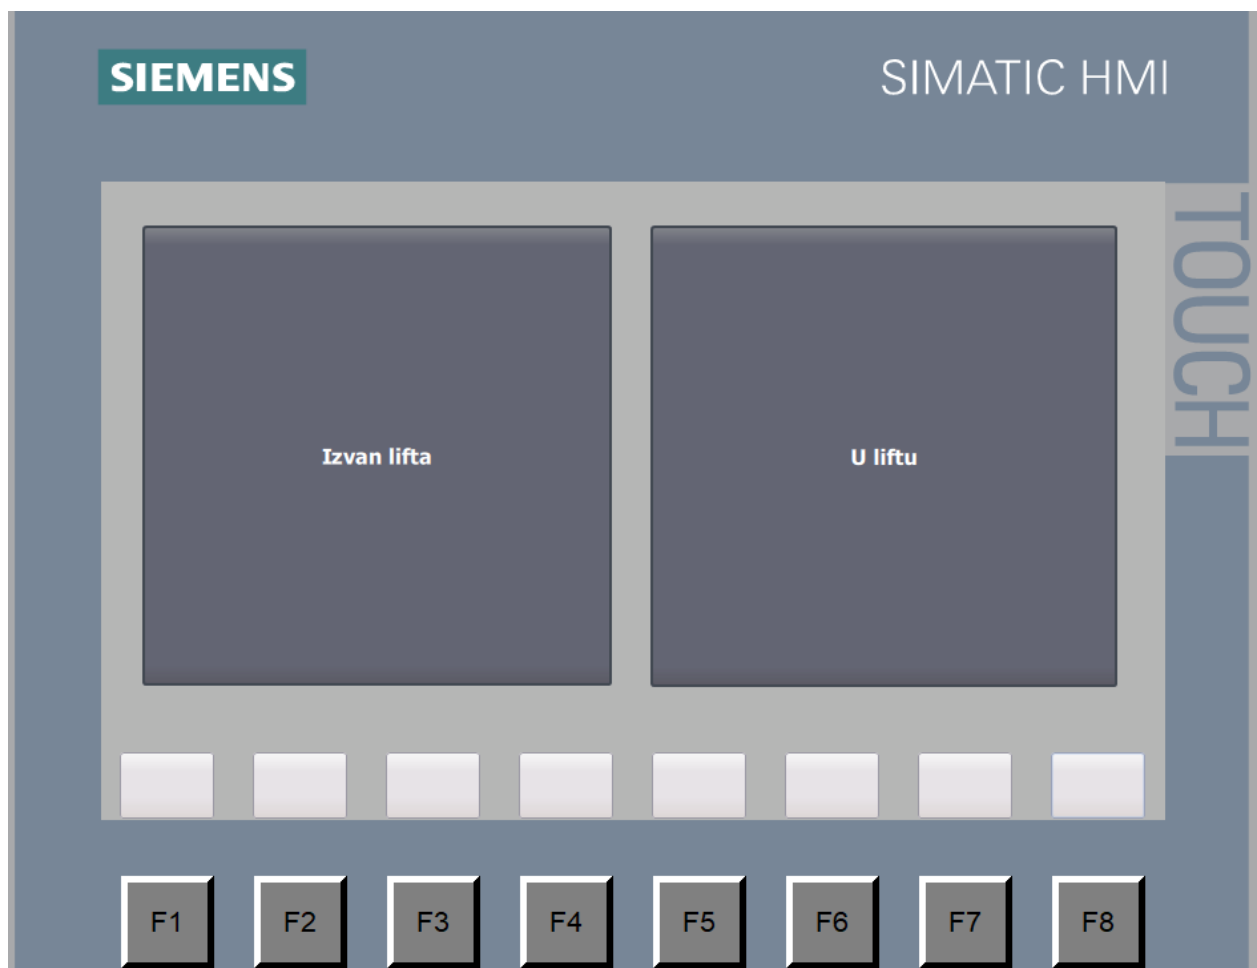 SIEMENS
SIMATIC HMI
TOUCH
Izvan lifta
U liftu
F1
F2
F3
F4
F5
F6
F7
F8